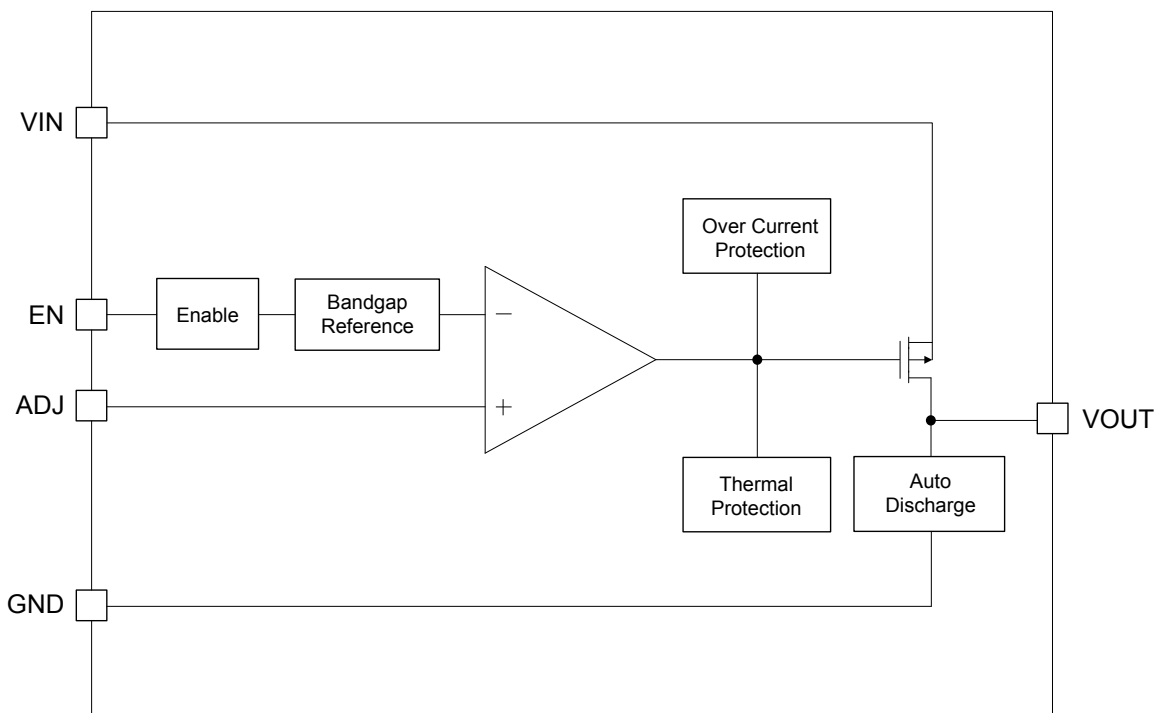 VIN
Over Current
Protection
EN
Enable
Bandgap
Reference
−
ADJ
+
VOUT
Thermal
Protection
Auto
Discharge
GND